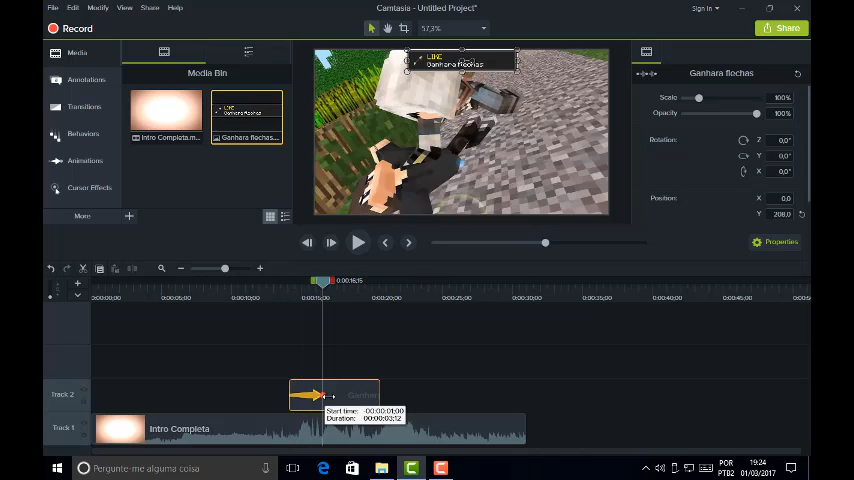 Camtasia - Untitled Project*
File Edit Modify View Share Help
Sign In
Record
57,3%
Share
Media
Annotations
Transitions
Behaviors
Animations
Cursor Effects
More
Media Bin
LIKE
Ganhara flechas
Intro Completa.m...
Ganhara flechas....
LIKE
Ganhara flechas
Ganhara flochas
Scale 100%
Opacity 100%
Rotation: Z 0,0°
Y 0,0°
X 0,0°
Position: X 0,0
Y 208,0
Properties
0:00:16;15
0:00:00;00 0:00:05;00 0:00:10;00 0:00:15;00 0:00:20;00 0:00:25;00 0:00:30;00 0:00:35;00 0:00:40;00 0:00:45;00
Track 2
Ganhar
Start time: -00:00:01;00
Duration: 00:00:03;12
Track 1
Intro Completa
Pergunte-me alguma coisa
POR
PTB2
19:24
01/03/2017